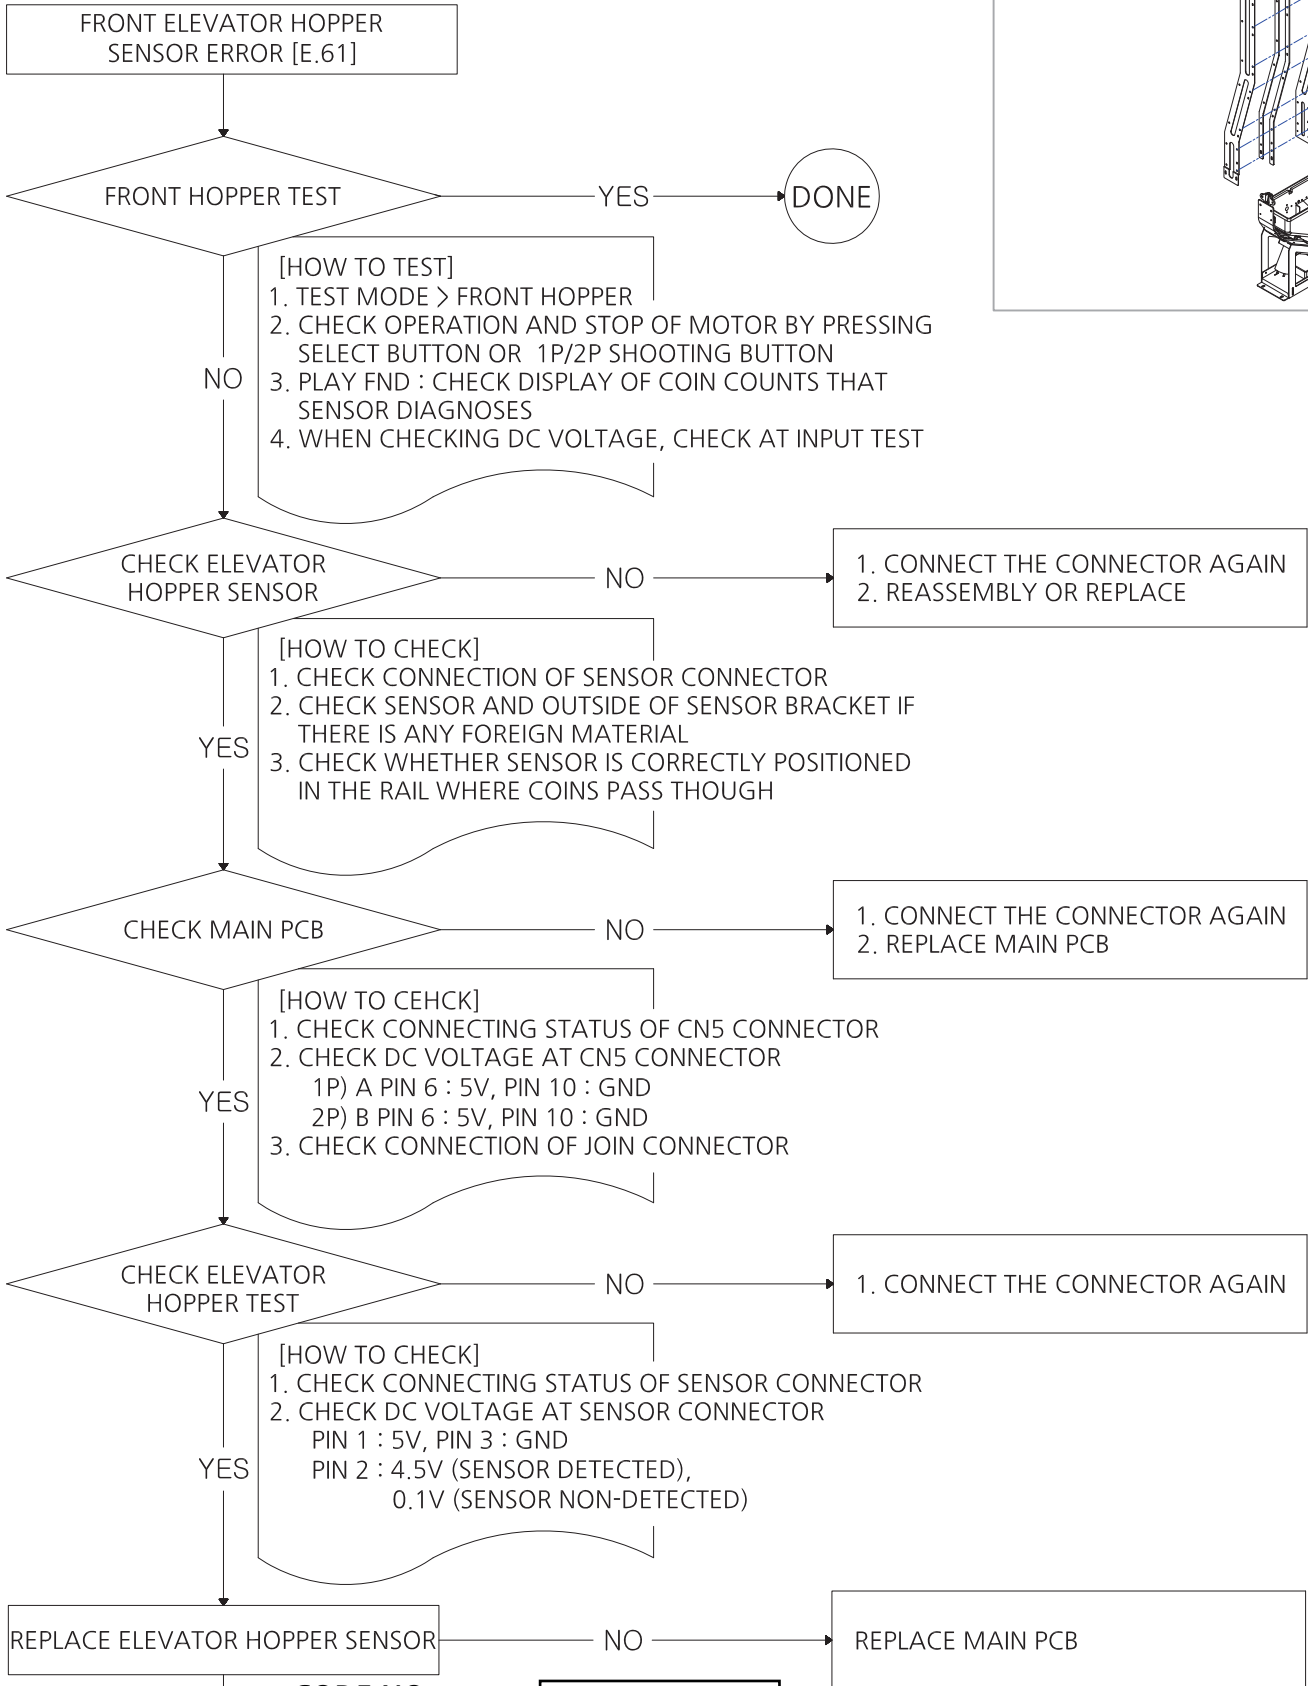 FRONT ELEVATOR HOPPER
SENSOR ERROR [E.61]
FRONT HOPPER TEST
YES
DONE
[HOW TO TEST]
1. TEST MODE > FRONT HOPPER
2. CHECK OPERATION AND STOP OF MOTOR BY PRESSING
SELECT BUTTON OR 1P/2P SHOOTING BUTTON
3. PLAY FND : CHECK DISPLAY OF COIN COUNTS THAT
SENSOR DIAGNOSES
4. WHEN CHECKING DC VOLTAGE, CHECK AT INPUT TEST
NO
CHECK ELEVATOR
HOPPER SENSOR
NO
1. CONNECT THE CONNECTOR AGAIN
2. REASSEMBLY OR REPLACE
[HOW TO CHECK]
1. CHECK CONNECTION OF SENSOR CONNECTOR
2. CHECK SENSOR AND OUTSIDE OF SENSOR BRACKET IF
THERE IS ANY FOREIGN MATERIAL
3. CHECK WHETHER SENSOR IS CORRECTLY POSITIONED
IN THE RAIL WHERE COINS PASS THOUGH
YES
CHECK MAIN PCB
NO
1. CONNECT THE CONNECTOR AGAIN
2. REPLACE MAIN PCB
[HOW TO CEHCK]
1. CHECK CONNECTING STATUS OF CN5 CONNECTOR
2. CHECK DC VOLTAGE AT CN5 CONNECTOR
1P) A PIN 6 : 5V, PIN 10 : GND
2P) B PIN 6 : 5V, PIN 10 : GND
3. CHECK CONNECTION OF JOIN CONNECTOR
YES
CHECK ELEVATOR
HOPPER TEST
NO
1. CONNECT THE CONNECTOR AGAIN
[HOW TO CHECK]
1. CHECK CONNECTING STATUS OF SENSOR CONNECTOR
2. CHECK DC VOLTAGE AT SENSOR CONNECTOR
PIN 1 : 5V, PIN 3 : GND
PIN 2 : 4.5V (SENSOR DETECTED),
0.1V (SENSOR NON-DETECTED)
YES
REPLACE ELEVATOR HOPPER SENSOR
NO
REPLACE MAIN PCB